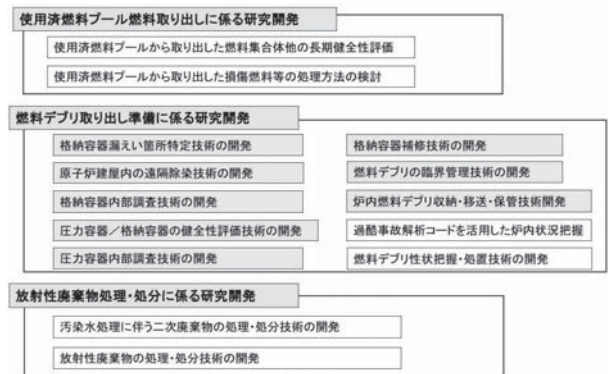 使用済燃料プール燃料取り出しに係る研究開発
使用済燃料プールから取り出した燃料集合体他の長期健全性評価
使用済燃料プールから取り出した損傷燃料等の処理方法の検討
燃料デブリ取り出し準備に係る研究開発
格納容器漏えい箇所特定技術の開発
原子炉建屋内の遠隔除染技術の開発
格納容器内部調査技術の開発
圧力容器/格納容器の健全性評価技術の開発
圧力容器内部調査技術の開発
格納容器補修技術の開発
燃料デブリの臨界管理技術の開発
炉内燃料デブリ収納・移送・保管技術開発
過酷事故解析コードを活用した炉内状況把握
燃料デブリ性状把握・処置技術の開発
放射性廃棄物処理・処分に係る研究開発
汚染水処理に伴う二次廃棄物の処理・処分技術の開発
放射性廃棄物の処理・処分技術の開発